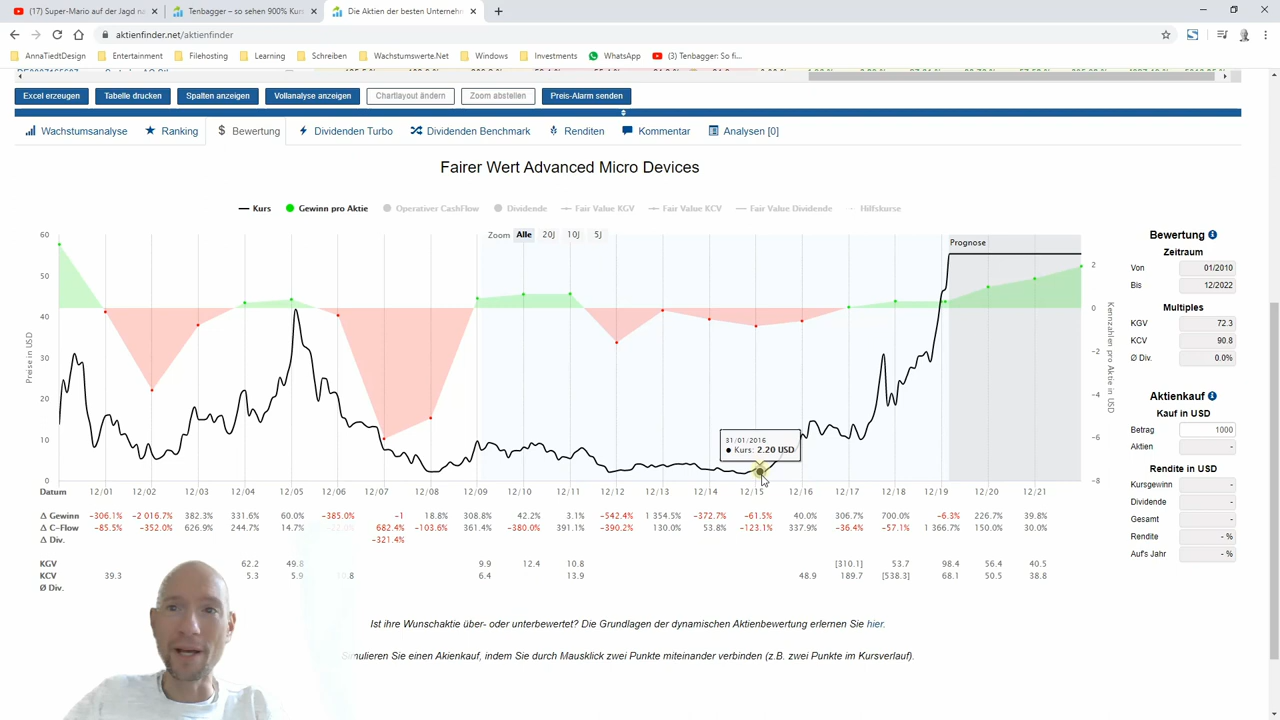 (17) Super-Mario auf der Jagd na
Tenbagger – so sehen 900% Kurs
Die Aktien der besten Unternehm
aktienfinder.net/aktienfinder
AnnaTiedtDesign Entertainment Filehosting Learning Schreiben Wachstumswerte.Net Windows Investments WhatsApp (3) Tenbagger: So fi...
Excel erzeugen Tabelle drucken Spalten anzeigen Vollanalyse anzeigen Chartlayout ändern Zoom abstellen Preis-Alarm senden
Wachstumsanalyse Ranking $ Bewertung Dividenden Turbo Dividenden Benchmark Renditen Kommentar Analysen [0]
Fairer Wert Advanced Micro Devices
Kurs Gewinn pro Aktie Operativer CashFlow Dividende Fair Value KGV Fair Value KCV Fair Value Dividende Hilfskurse
Zoom Alle 20J 10J 5J
Prognose
Preise in USD
60
50
40
30
20
10
0
2
0
−2
−4
−6
−8
Kennzahlen pro Aktie in USD
31/01/2016
● Kurs: 2.20 USD
Datum 12/01 12/02 12/03 12/04 12/05 12/06 12/07 12/08 12/09 12/10 12/11 12/12 12/13 12/14 12/15 12/16 12/17 12/18 12/19 12/20 12/21
Δ Gewinn −306.1% −2 016.7% 382.3% 331.6% 60.0% −385.0% −1 18.8% 308.8% 42.2% 3.1% −542.4% 1 354.5% −372.7% −61.5% 40.0% 306.7% 700.0% −6.3% 226.7% 39.8%
Δ C-Flow −85.5% −352.0% 626.9% 244.7% 14.7% 682.4% −103.6% 361.4% −380.0% 391.1% −390.2% 130.0% 53.8% −123.1% 337.9% −36.4% −57.1% 1 366.7% 150.0% 30.0%
Δ Div. −321.4%
KGV 62.2 49.8 9.9 12.4 10.8 [310.1] 53.7 98.4 56.4 40.5
KCV 39.3 5.3 5.9 6.4 13.9 48.9 189.7 [538.3] 68.1 50.5 38.8
Ø Div.
Ist ihre Wunschaktie über- oder unterbewertet? Die Grundlagen der dynamischen Aktienbewertung erlernen Sie hier.
Simulieren Sie einen Aktienkauf, indem Sie durch Mausklick zwei Punkte miteinander verbinden (z.B. zwei Punkte im Kursverlauf).
Bewertung
Zeitraum
Von 01/2010
Bis 12/2022
Multiples
KGV 72.3
KCV 90.8
Ø Div. 0.0%
Aktienkauf
Kauf in USD
Betrag 1000
Aktien -
Rendite in USD
Kursgewinn -
Dividende -
Gesamt -
Rendite - %
Auf's Jahr - %